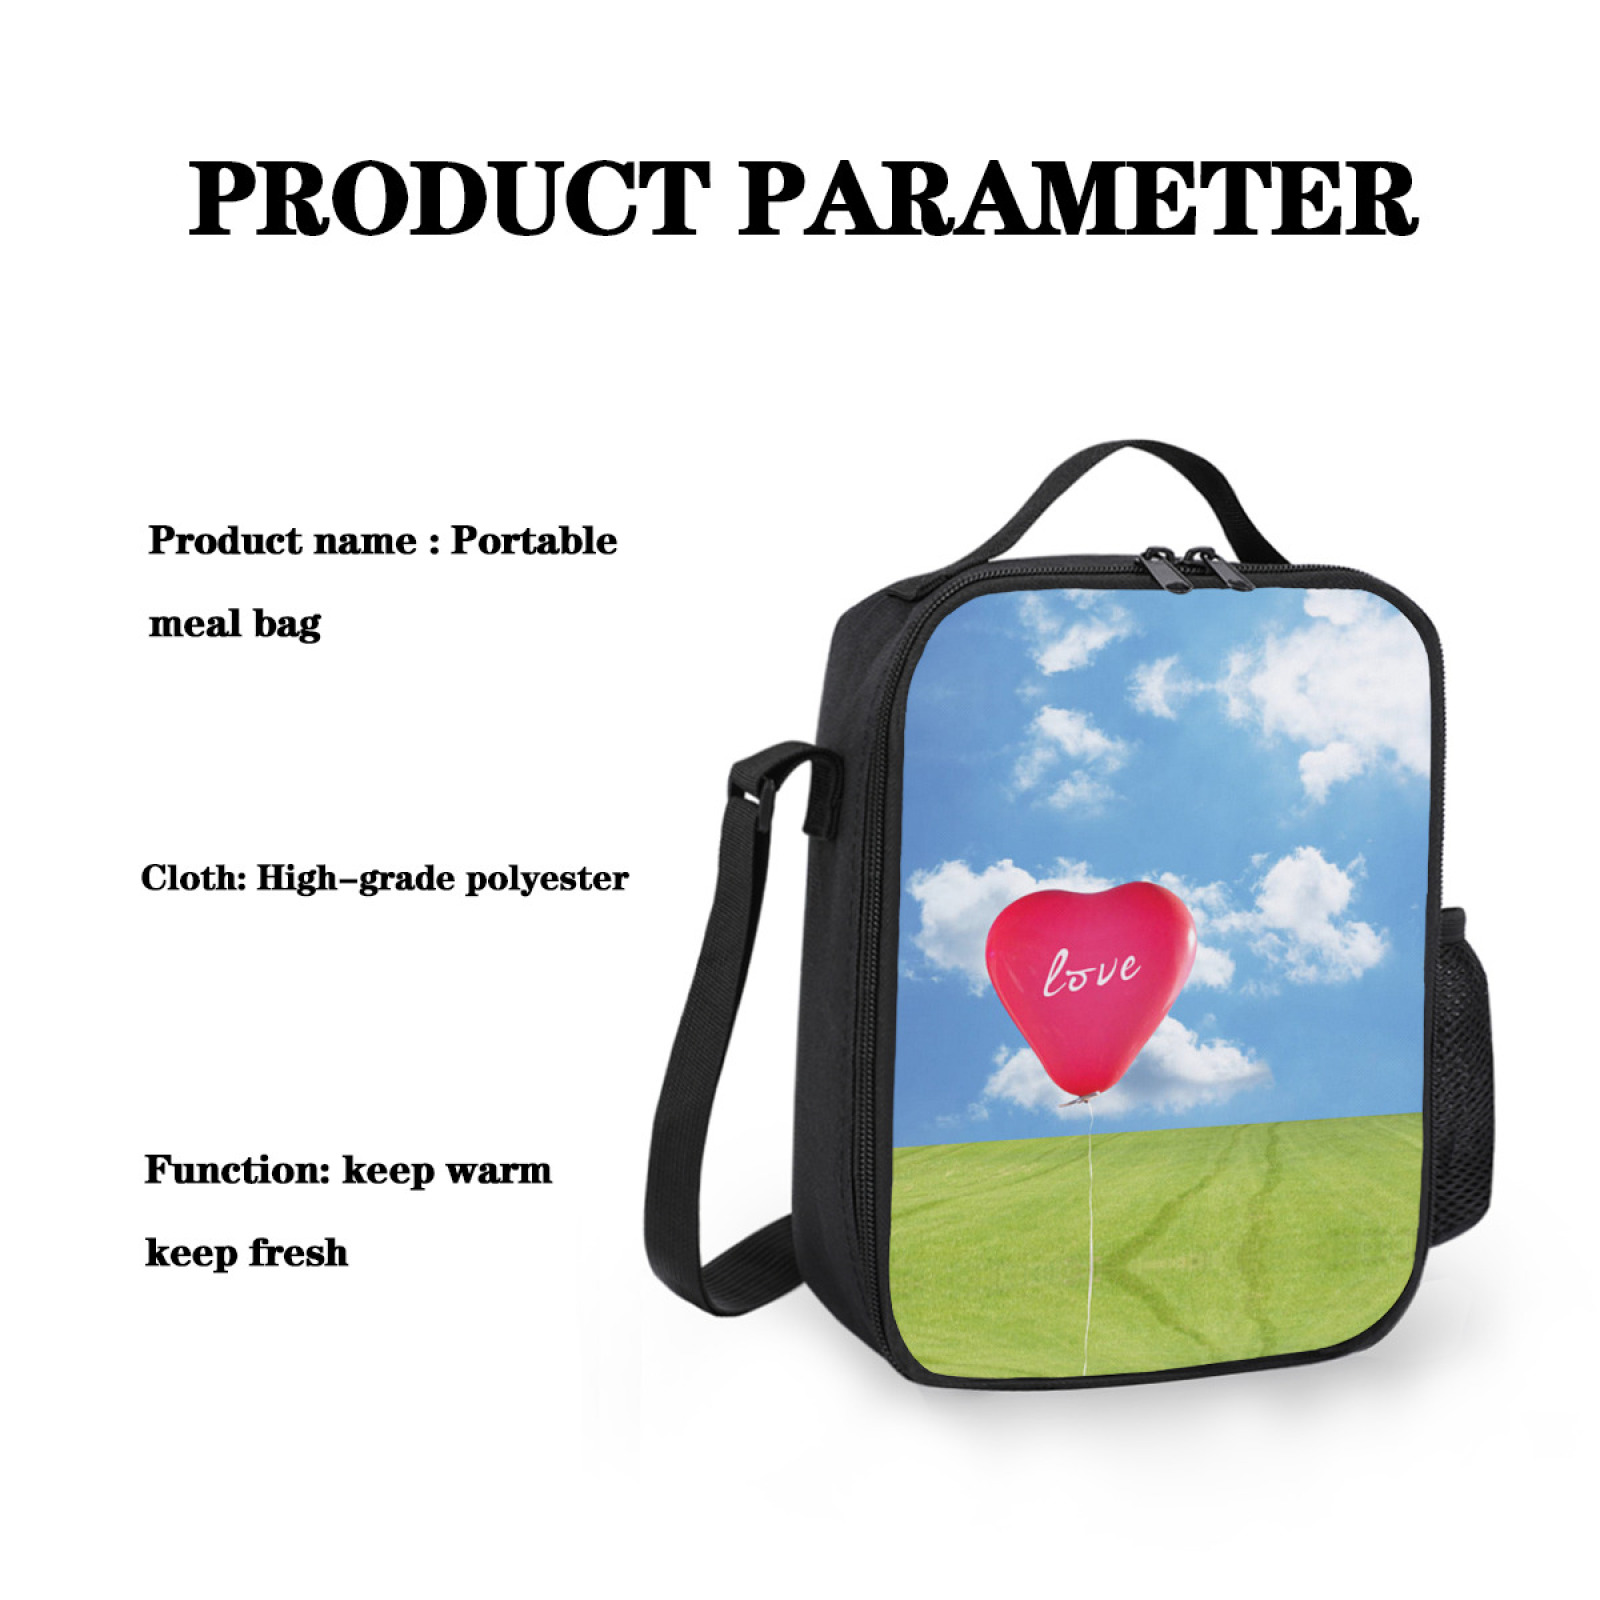 PRODUCT PARAMETER
Product name : Portable
meal bag
Cloth: High-grade polyester
Function: keep warm
keep fresh
love